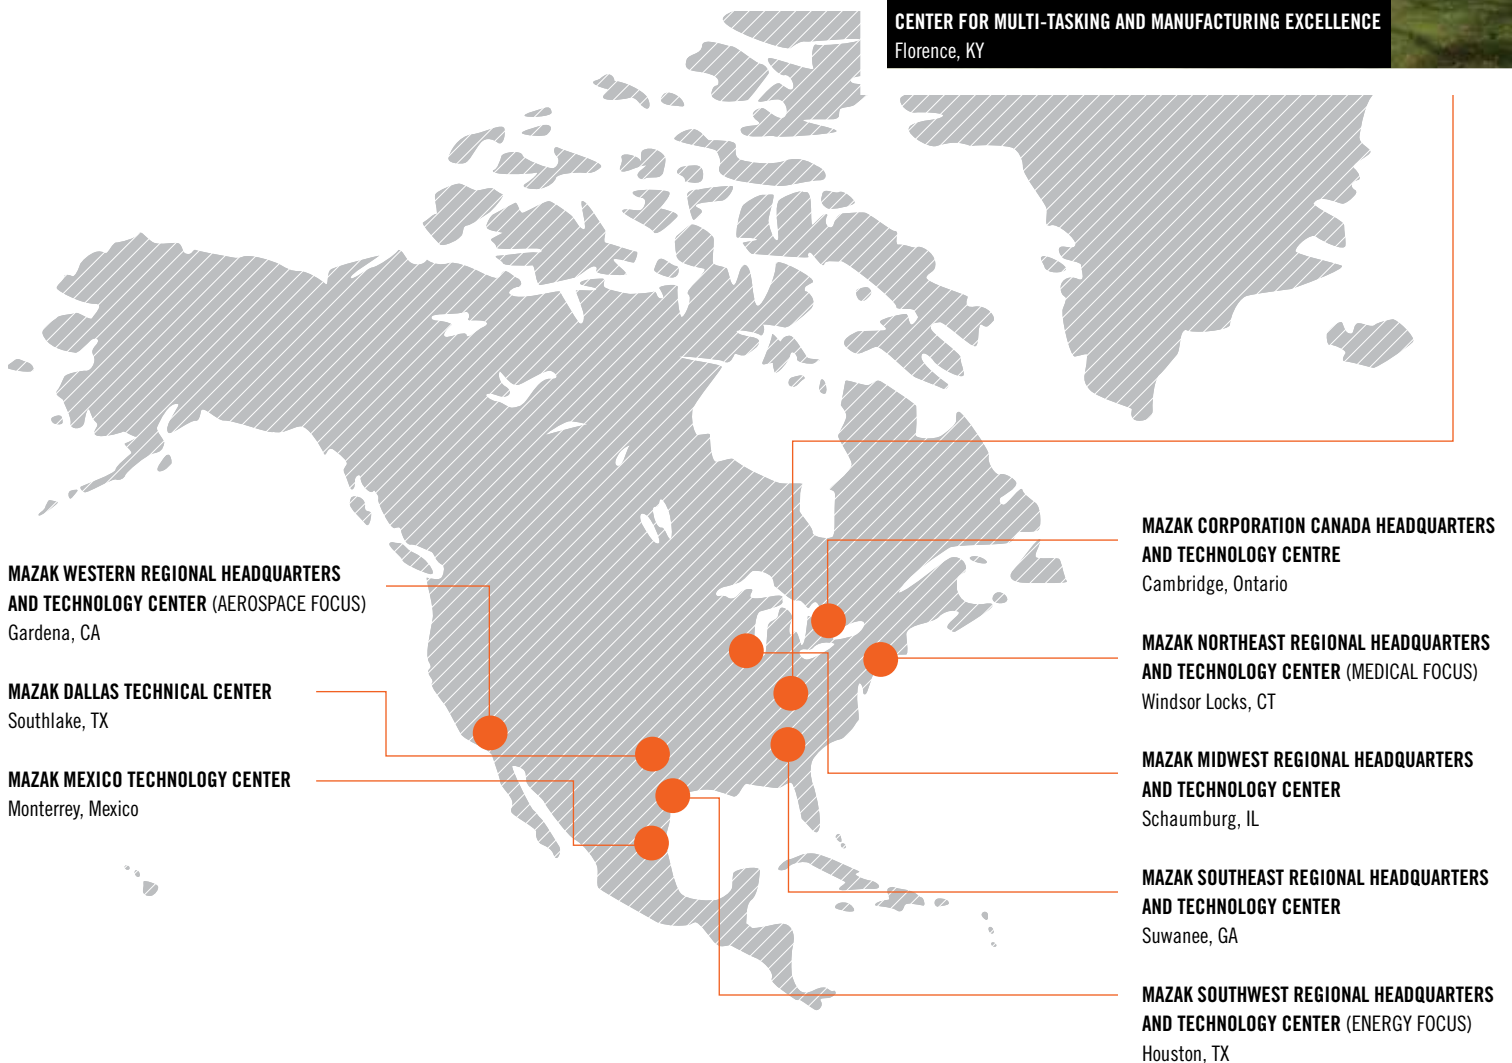 CENTER FOR MULTI-TASKING AND MANUFACTURING EXCELLENCE
Florence, KY
MAZAK WESTERN REGIONAL HEADQUARTERS
AND TECHNOLOGY CENTER (AEROSPACE FOCUS)
Gardena, CA
MAZAK DALLAS TECHNICAL CENTER
Southlake, TX
MAZAK MEXICO TECHNOLOGY CENTER
Monterrey, Mexico
MAZAK CORPORATION CANADA HEADQUARTERS
AND TECHNOLOGY CENTRE
Cambridge, Ontario
MAZAK NORTHEAST REGIONAL HEADQUARTERS
AND TECHNOLOGY CENTER (MEDICAL FOCUS)
Windsor Locks, CT
MAZAK MIDWEST REGIONAL HEADQUARTERS
AND TECHNOLOGY CENTER
Schaumburg, IL
MAZAK SOUTHEAST REGIONAL HEADQUARTERS
AND TECHNOLOGY CENTER
Suwanee, GA
MAZAK SOUTHWEST REGIONAL HEADQUARTERS
AND TECHNOLOGY CENTER (ENERGY FOCUS)
Houston, TX